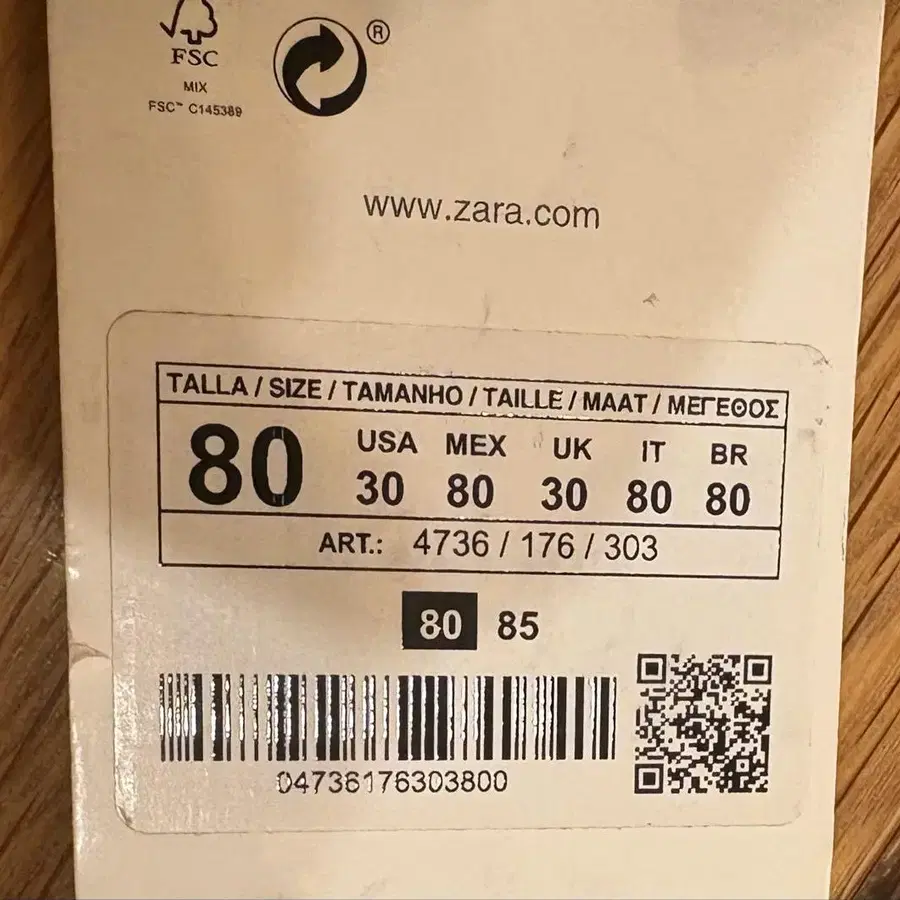 FSC
®
MIX
FSC™ C145389
www.zara.com
TALLA / SIZE / TAMANHO / TAILLE / MAAT / ΜΕΓΕΘΟΣ
80
USA MEX UK IT BR
30 80 30 80 80
ART.: 4736 / 176 / 303
80 85
04736176303800